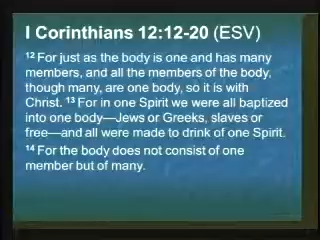 I Corinthians 12:12-20 (ESV)
12 For just as the body is one and has many
members, and all the members of the body,
though many, are one body, so it is with
Christ. 13 For in one Spirit we were all baptized
into one body—Jews or Greeks, slaves or
free—and all were made to drink of one Spirit.
14 For the body does not consist of one
member but of many.